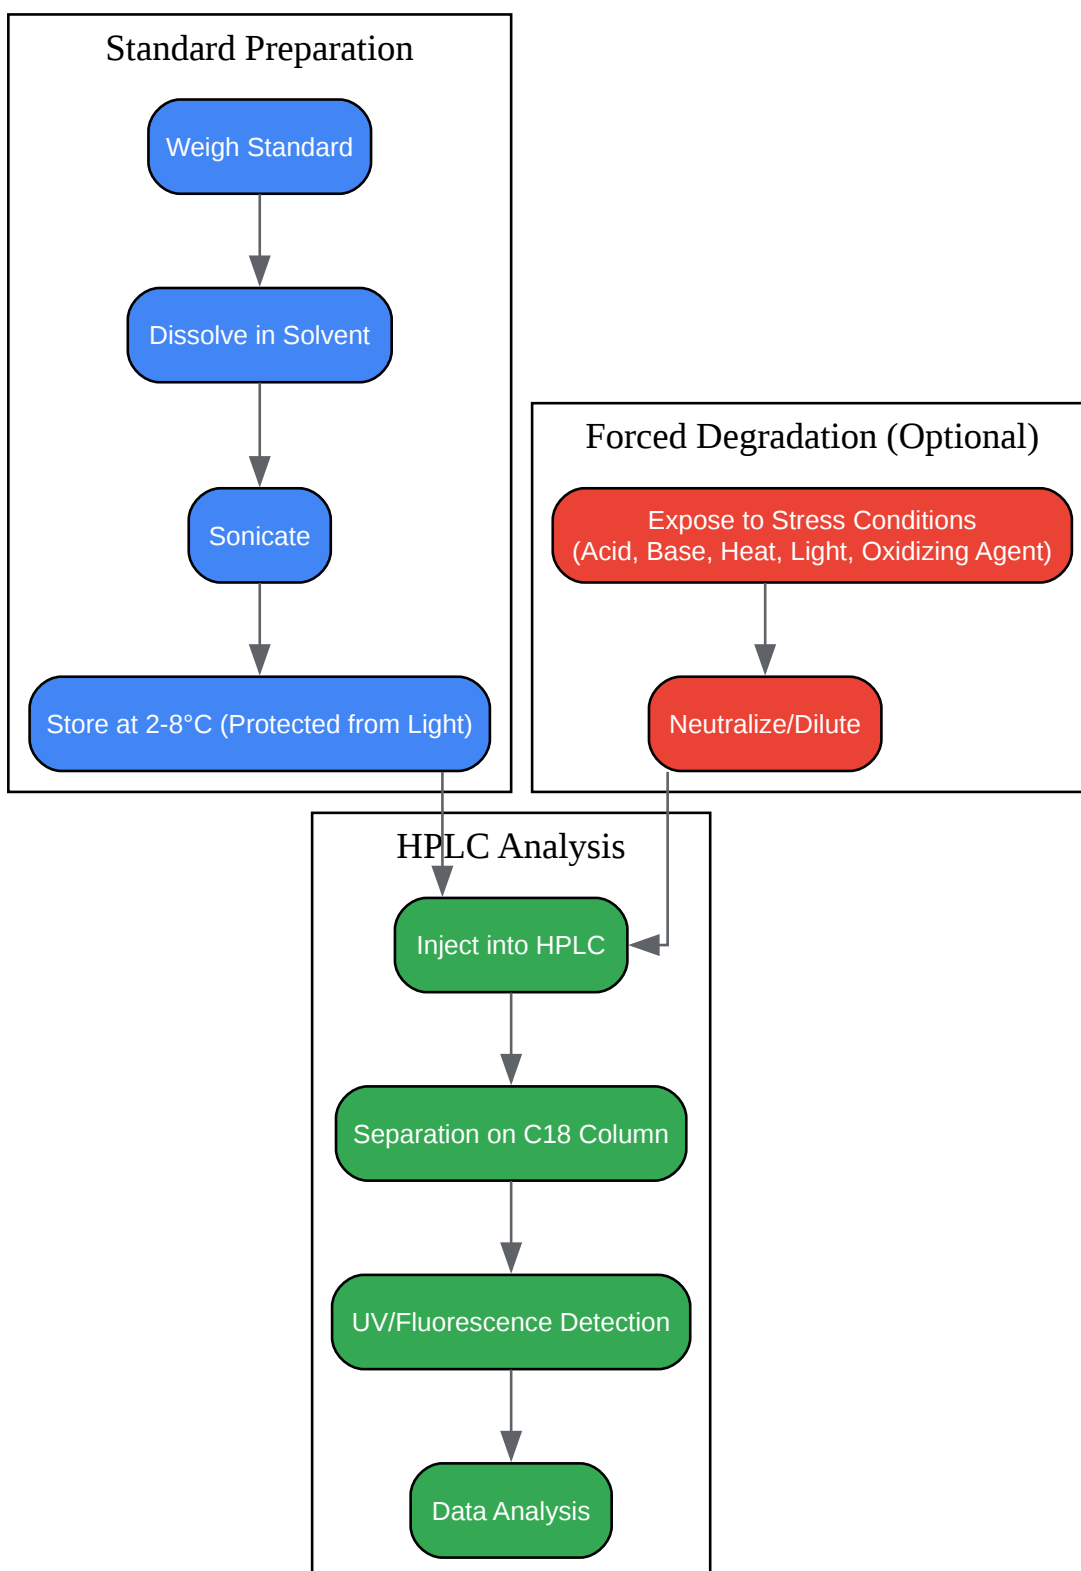 Standard Preparation
Weigh Standard
Dissolve in Solvent
Sonicate
Store at 2-8°C (Protected from Light)
Forced Degradation (Optional)
Expose to Stress Conditions
(Acid, Base, Heat, Light, Oxidizing Agent)
Neutralize/Dilute
HPLC Analysis
Inject into HPLC
Separation on C18 Column
UV/Fluorescence Detection
Data Analysis